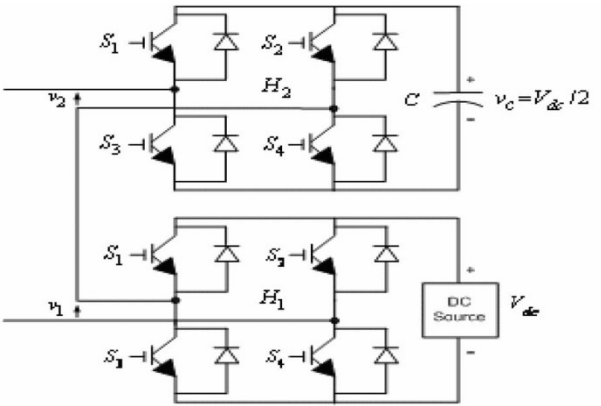 S1 S2
+
v2 H2 C vC=Vdc/2
-
S3 S4
S1 S2
+
v1 H1 DC Source Vdc
-
S3 S4